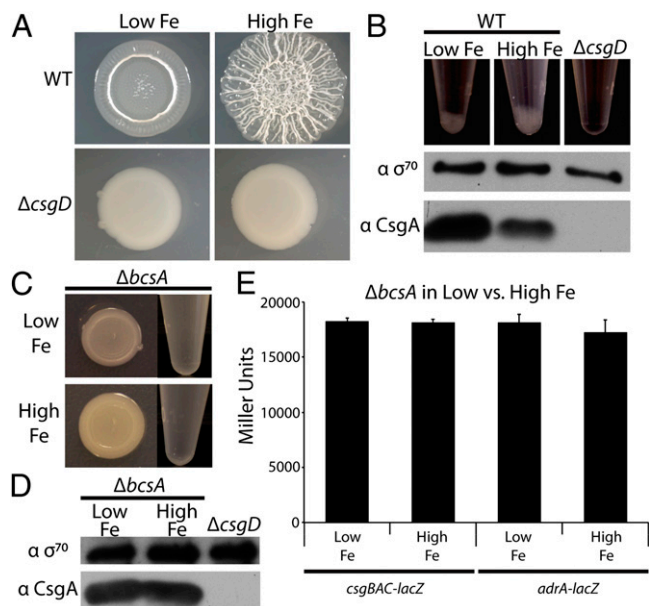 A
Low Fe High Fe
WT
ΔcsgD
B
WT
Low Fe High Fe ΔcsgD
α σ⁷⁰
α CsgA
C
ΔbcsA
Low
Fe
High
Fe
D
ΔbcsA
Low
Fe
High
Fe
ΔcsgD
α σ⁷⁰
α CsgA
E
ΔbcsA in Low vs. High Fe
Miller Units
20000
15000
10000
5000
0
Low
Fe
High
Fe
Low
Fe
High
Fe
csgBAC-lacZ
adrA-lacZ